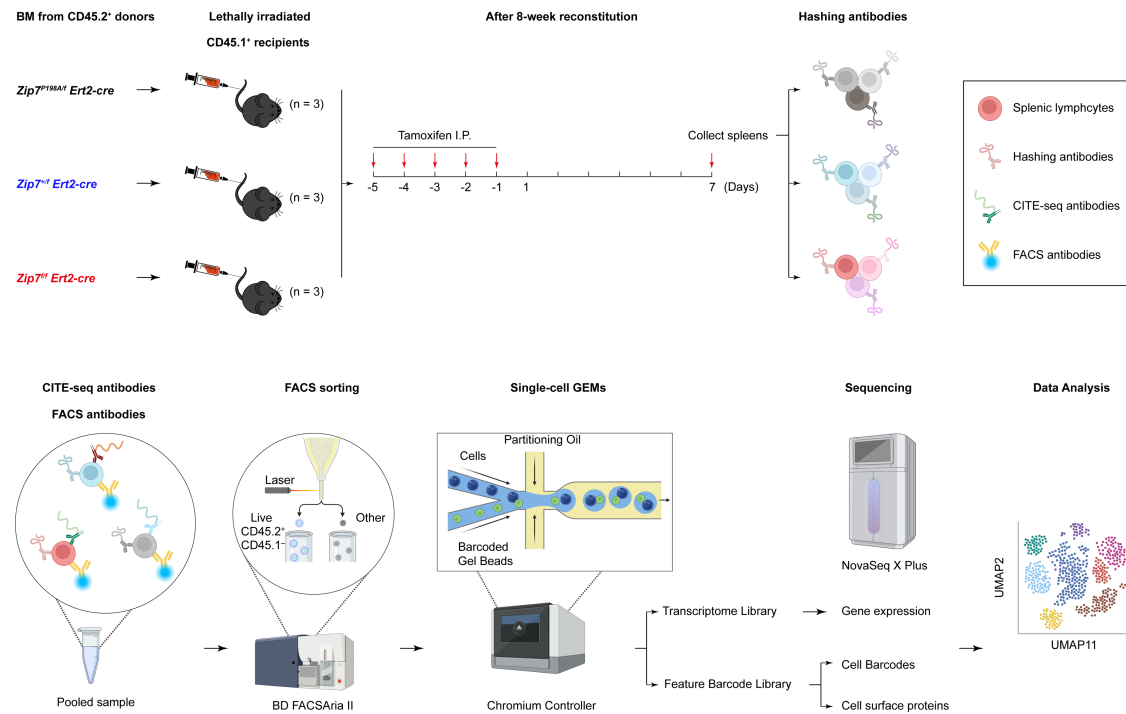 BM from CD45.2⁺ donors
Lethally irradiated
CD45.1⁺ recipients
After 8-week reconstitution
Hashing antibodies
Zip7ᴾ¹⁹⁸ᴬ/ᶠ Ert2-cre
(n = 3)
Zip7⁺/ᶠ Ert2-cre
(n = 3)
Zip7ᶠ/ᶠ Ert2-cre
(n = 3)
Tamoxifen I.P.
-5 -4 -3 -2 -1 1 7 (Days)
Collect spleens
Splenic lymphcytes
Hashing antibodies
CITE-seq antibodies
FACS antibodies
CITE-seq antibodies
FACS antibodies
Pooled sample
FACS sorting
Laser
Live
CD45.2⁺
CD45.1⁻
Other
BD FACSAria II
Single-cell GEMs
Partitioning Oil
Cells
Barcoded
Gel Beads
Chromium Controller
Transcriptome Library
Feature Barcode Library
Sequencing
NovaSeq X Plus
Gene expression
Cell Barcodes
Cell surface proteins
Data Analysis
UMAP2
UMAP11